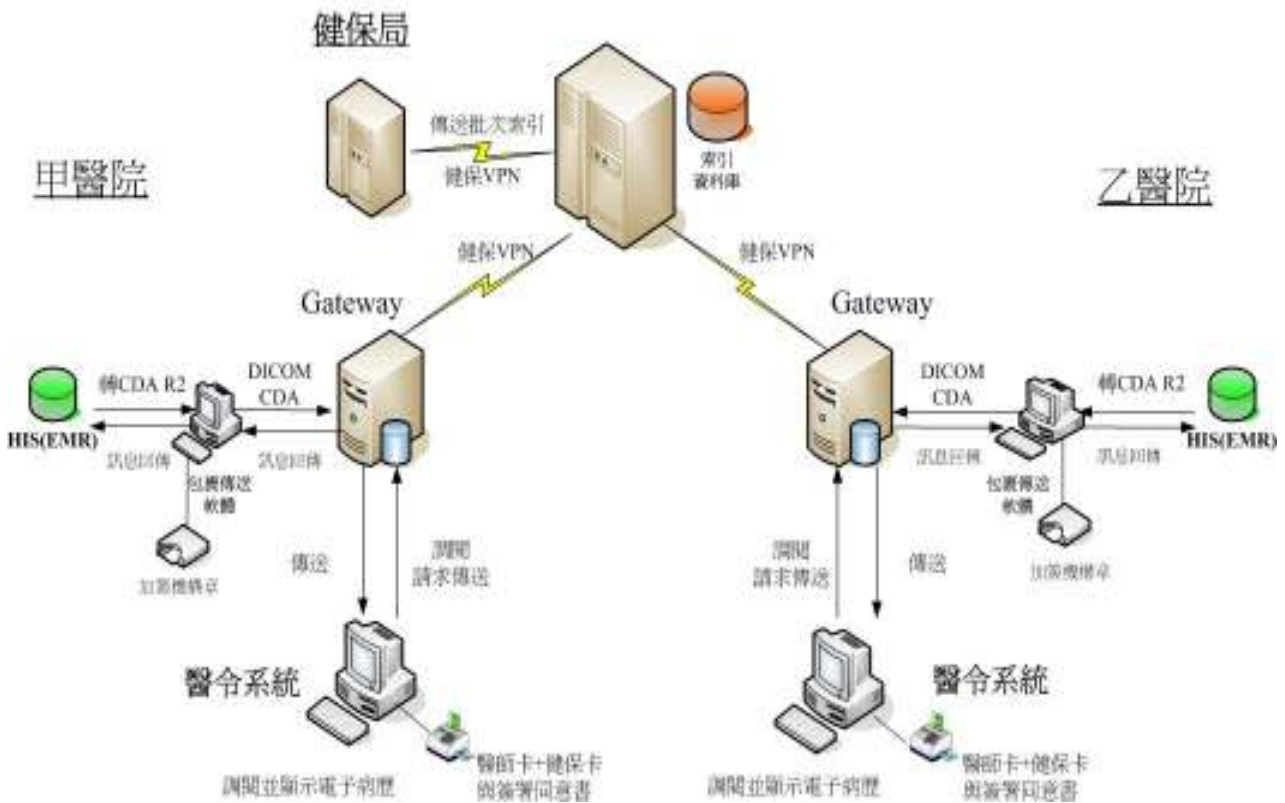 健保局
傳送批次索引
健保VPN
索引
資料庫
甲醫院
乙醫院
健保VPN
健保VPN
Gateway
Gateway
轉CDA R2
DICOM
CDA
DICOM
CDA
轉CDA R2
HIS(EMR)
HIS(EMR)
訊息回傳
訊息回傳
訊息回傳
訊息回傳
包裹傳送
軟體
包裹傳送
軟體
加簽機構章
加簽機構章
傳送
調閱
請求傳送
調閱
請求傳送
傳送
醫令系統
醫令系統
醫師卡+健保卡
與簽署同意書
醫師卡+健保卡
與簽署同意書
調閱並顯示電子病歷
調閱並顯示電子病歷